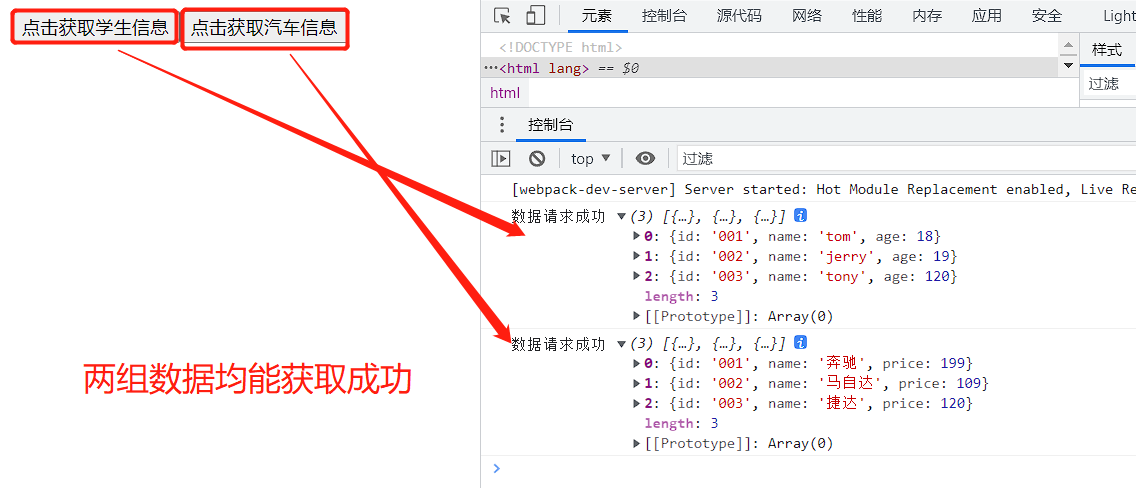 点击获取学生信息 点击获取汽车信息
两组数据均能获取成功
元素 控制台 源代码 网络 性能 内存 应用 安全 Light
<!DOCTYPE html>
···<html lang> == $0
html
样式
过滤
控制台
top ▼ 过滤
[webpack-dev-server] Server started: Hot Module Replacement enabled, Live Re
数据请求成功 ▼(3) [{…}, {…}, {…}] i
▶0: {id: '001', name: 'tom', age: 18}
▶1: {id: '002', name: 'jerry', age: 19}
▶2: {id: '003', name: 'tony', age: 120}
length: 3
▶[[Prototype]]: Array(0)
数据请求成功 ▼(3) [{…}, {…}, {…}] i
▶0: {id: '001', name: '奔驰', price: 199}
▶1: {id: '002', name: '马自达', price: 109}
▶2: {id: '003', name: '捷达', price: 120}
length: 3
▶[[Prototype]]: Array(0)
>